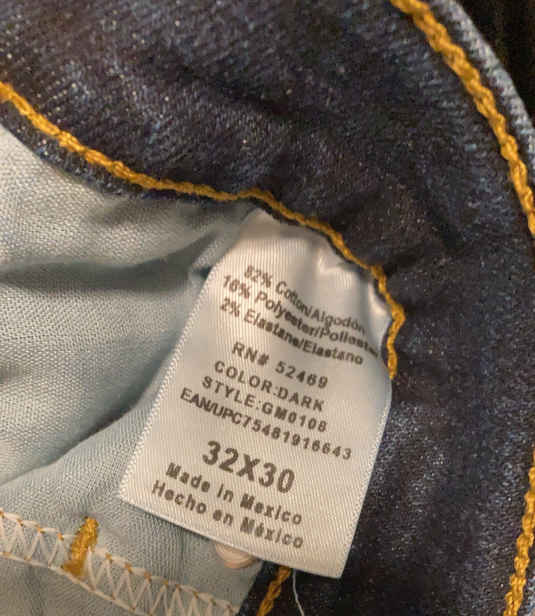 82% Cotton/Algodón
16% Polyester/Poliester
2% Elastane/Elastano
RN# 52469
COLOR:DARK
STYLE:GM0108
EAN/UPC75481916643
32X30
Made in Mexico
Hecho en México